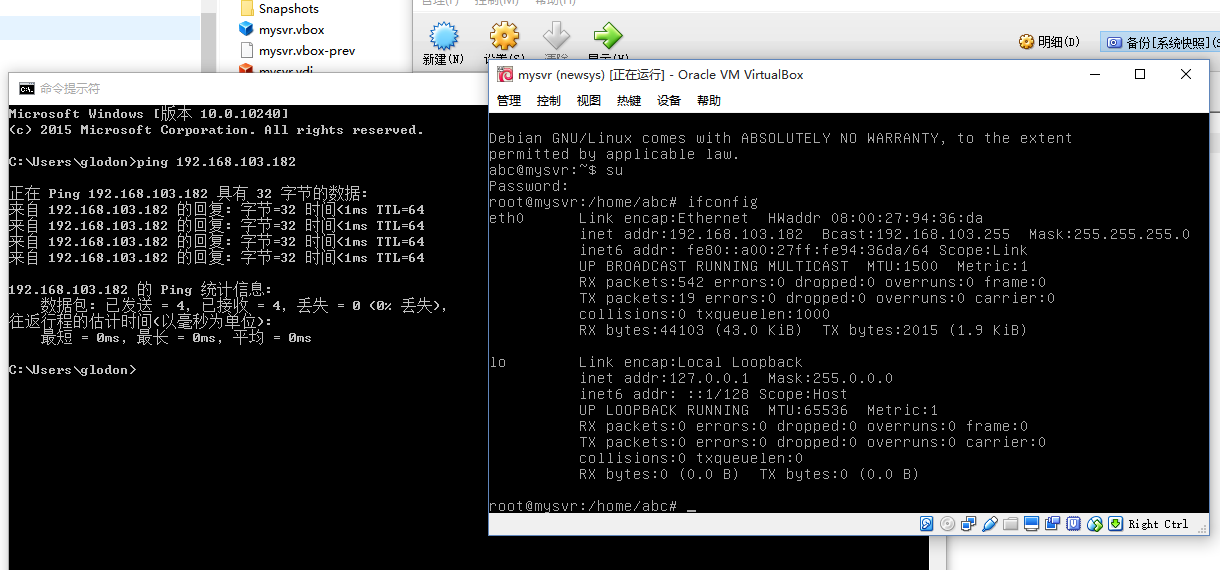 Snapshots
mysvr.vbox
mysvr.vbox-prev
mysvr.vdi
管理(F) 控制(M) 帮助(H)
新建(N) 设置(S) 清除 显示(H)
明细(D) 备份[系统快照](S
命令提示符
Microsoft Windows [版本 10.0.10240]
(c) 2015 Microsoft Corporation. All rights reserved.
C:\Users\glodon>ping 192.168.103.182
正在 Ping 192.168.103.182 具有 32 字节的数据:
来自 192.168.103.182 的回复: 字节=32 时间<1ms TTL=64
来自 192.168.103.182 的回复: 字节=32 时间<1ms TTL=64
来自 192.168.103.182 的回复: 字节=32 时间<1ms TTL=64
来自 192.168.103.182 的回复: 字节=32 时间<1ms TTL=64
192.168.103.182 的 Ping 统计信息:
数据包: 已发送 = 4, 已接收 = 4, 丢失 = 0 (0% 丢失),
往返行程的估计时间(以毫秒为单位):
最短 = 0ms, 最长 = 0ms, 平均 = 0ms
C:\Users\glodon>
mysvr (newsys) [正在运行] - Oracle VM VirtualBox
管理 控制 视图 热键 设备 帮助
Debian GNU/Linux comes with ABSOLUTELY NO WARRANTY, to the extent
permitted by applicable law.
abc@mysvr:~$ su
Password:
root@mysvr:/home/abc# ifconfig
eth0 Link encap:Ethernet HWaddr 08:00:27:94:36:da
inet addr:192.168.103.182 Bcast:192.168.103.255 Mask:255.255.255.0
inet6 addr: fe80::a00:27ff:fe94:36da/64 Scope:Link
UP BROADCAST RUNNING MULTICAST MTU:1500 Metric:1
RX packets:542 errors:0 dropped:0 overruns:0 frame:0
TX packets:19 errors:0 dropped:0 overruns:0 carrier:0
collisions:0 txqueuelen:1000
RX bytes:44103 (43.0 KiB) TX bytes:2015 (1.9 KiB)
lo Link encap:Local Loopback
inet addr:127.0.0.1 Mask:255.0.0.0
inet6 addr: ::1/128 Scope:Host
UP LOOPBACK RUNNING MTU:65536 Metric:1
RX packets:0 errors:0 dropped:0 overruns:0 frame:0
TX packets:0 errors:0 dropped:0 overruns:0 carrier:0
collisions:0 txqueuelen:0
RX bytes:0 (0.0 B) TX bytes:0 (0.0 B)
root@mysvr:/home/abc# _
Right Ctrl